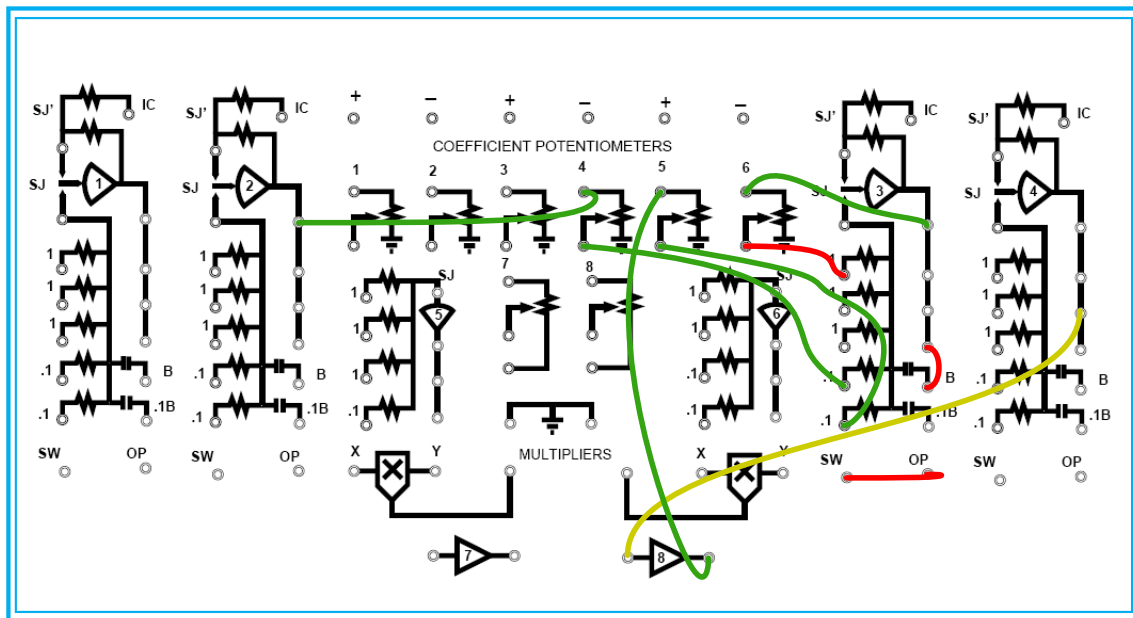 + − + − + −
SJ' IC SJ' IC SJ' IC SJ' IC
COEFFICIENT POTENTIOMETERS
SJ 1 SJ 2 1 2 3 4 5 6 SJ 3 SJ 4
1 1 7 8 SJ SJ 1 1
1 1 1 1 1 1
1 1 1 5 1 6 1 1
.1 B .1 B .1 .1 .1 B .1 B
.1 .1B .1 .1B .1 .1 .1 .1B .1 .1B
SW OP SW OP X Y MULTIPLIERS X Y SW OP SW OP
7 8